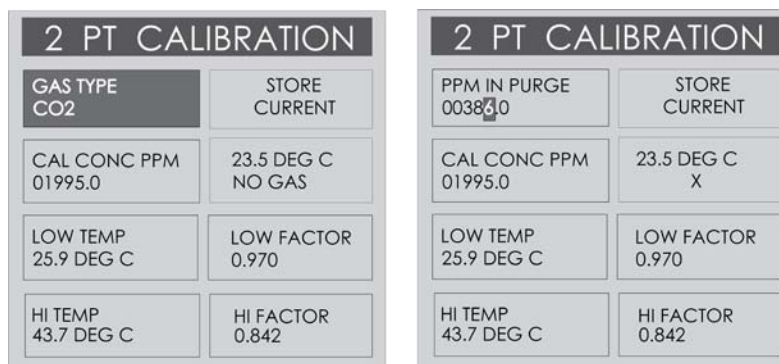 2 PT CALIBRATION
GAS TYPE
CO2
STORE
CURRENT
CAL CONC PPM
01995.0
23.5 DEG C
NO GAS
LOW TEMP
25.9 DEG C
LOW FACTOR
0.970
HI TEMP
43.7 DEG C
HI FACTOR
0.842
2 PT CALIBRATION
PPM IN PURGE
00386.0
STORE
CURRENT
CAL CONC PPM
01995.0
23.5 DEG C
X
LOW TEMP
25.9 DEG C
LOW FACTOR
0.970
HI TEMP
43.7 DEG C
HI FACTOR
0.842